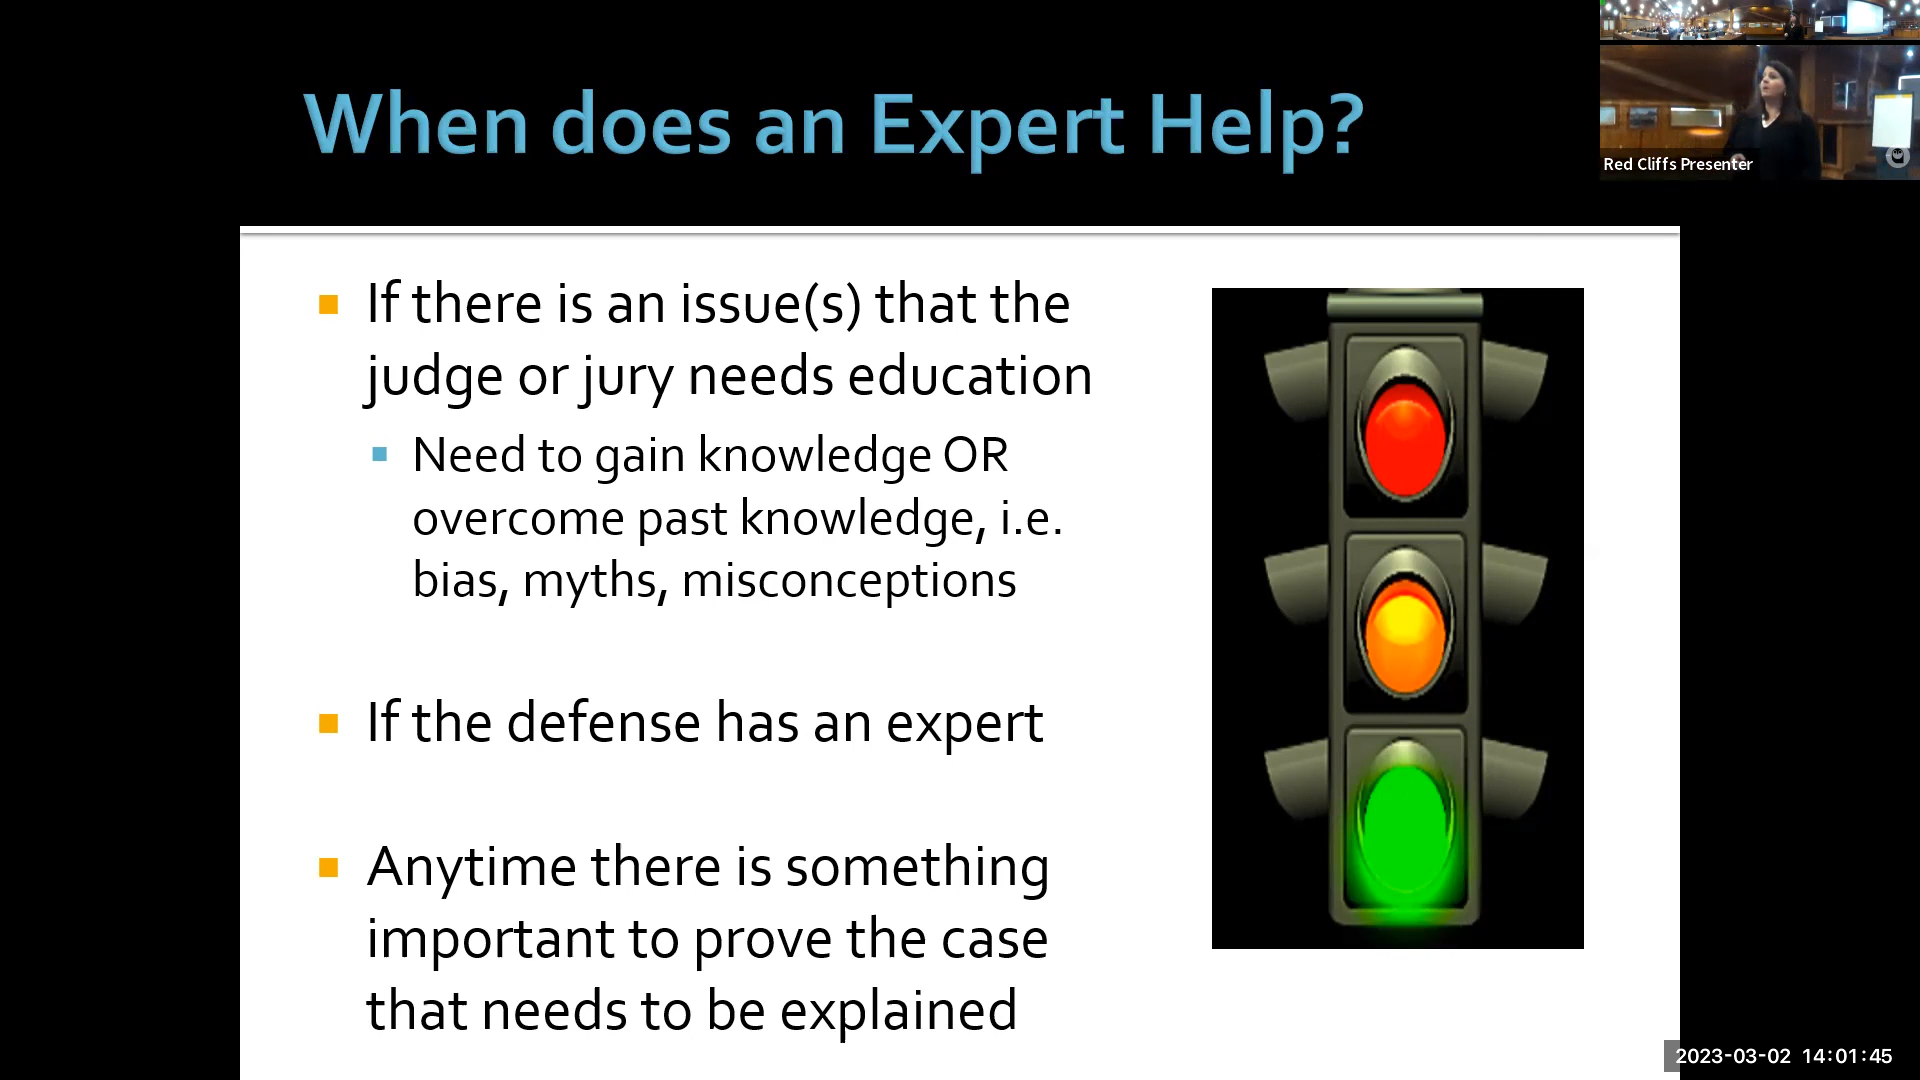 When does an Expert Help?
Red Cliffs Presenter
If there is an issue(s) that the
judge or jury needs education
Need to gain knowledge OR
overcome past knowledge, i.e.
bias, myths, misconceptions
If the defense has an expert
Anytime there is something
important to prove the case
that needs to be explained
2023-03-02 14:01:45